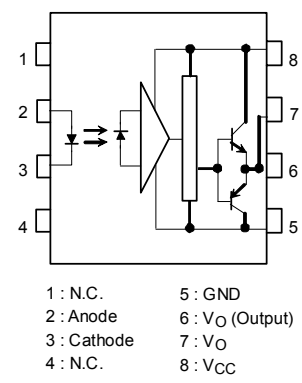 1
2
3
4
8
7
6
5
1 : N.C.
2 : Anode
3 : Cathode
4 : N.C.
5 : GND
6 : VO (Output)
7 : VO
8 : VCC